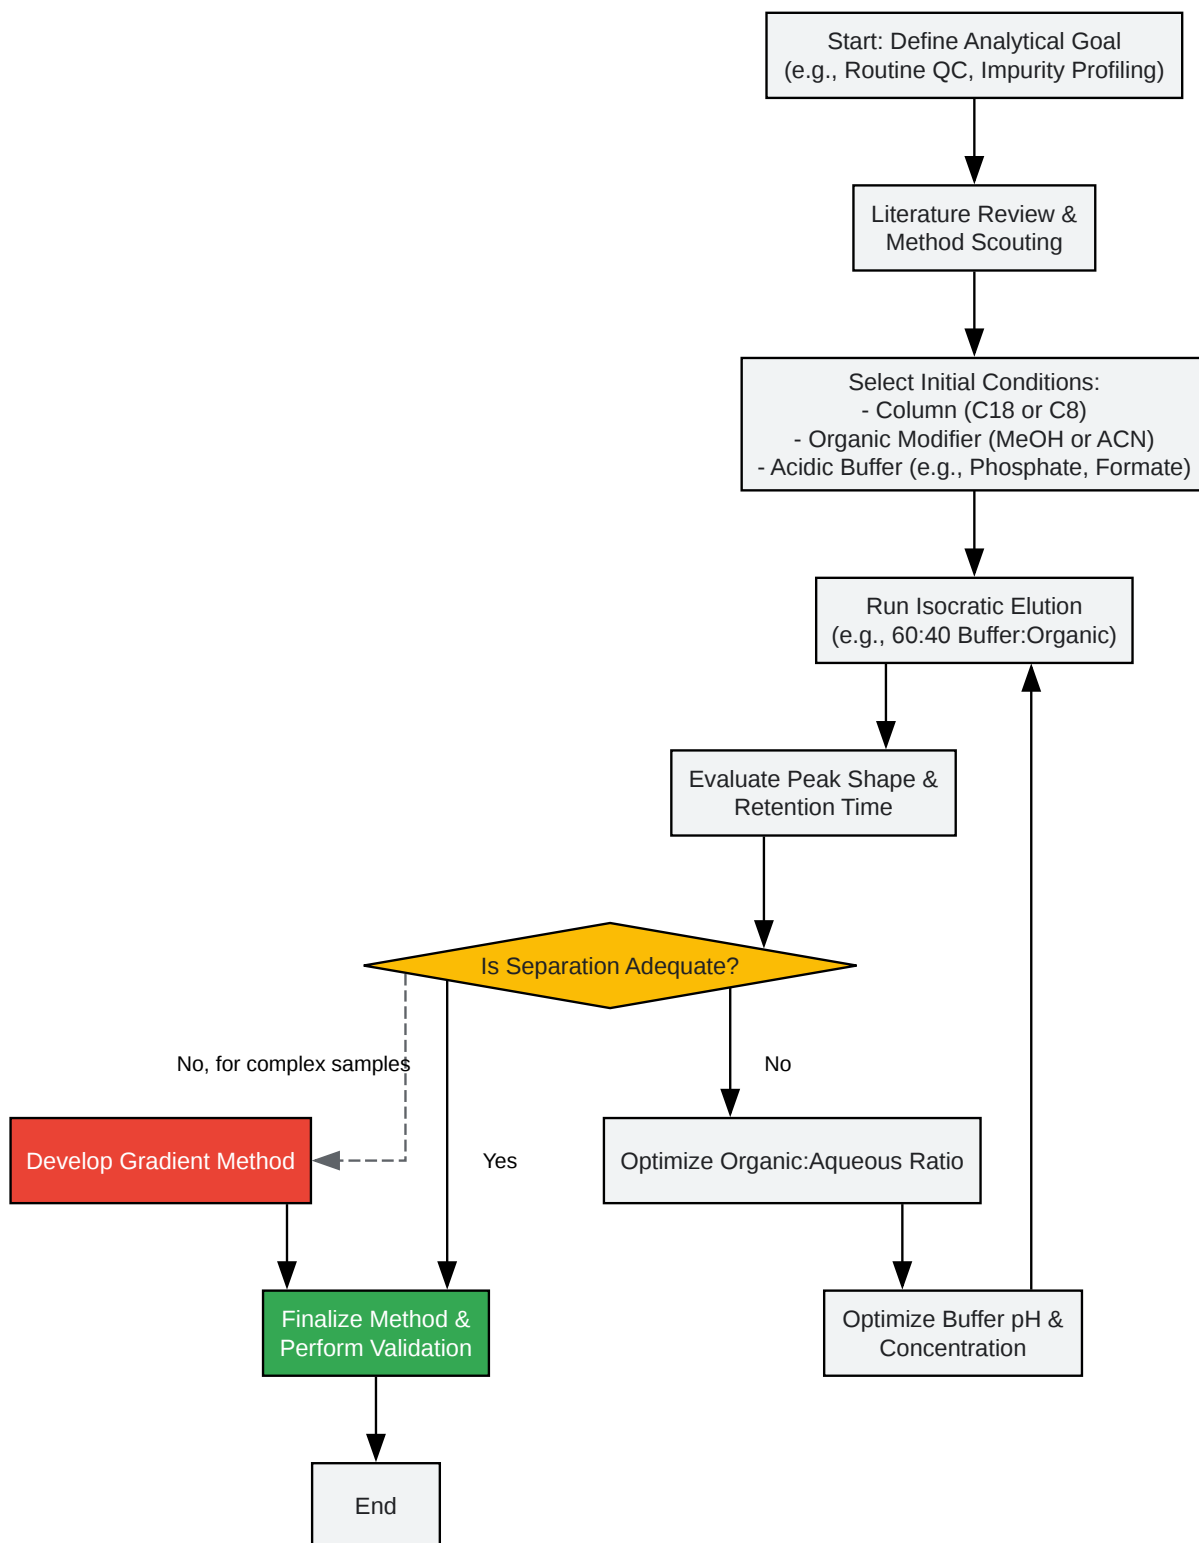 Start: Define Analytical Goal
(e.g., Routine QC, Impurity Profiling)
Literature Review &
Method Scouting
Select Initial Conditions:
- Column (C18 or C8)
- Organic Modifier (MeOH or ACN)
- Acidic Buffer (e.g., Phosphate, Formate)
Run Isocratic Elution
(e.g., 60:40 Buffer:Organic)
Evaluate Peak Shape &
Retention Time
Is Separation Adequate?
No, for complex samples
No
Develop Gradient Method
Yes
Optimize Organic:Aqueous Ratio
Finalize Method &
Perform Validation
Optimize Buffer pH &
Concentration
End